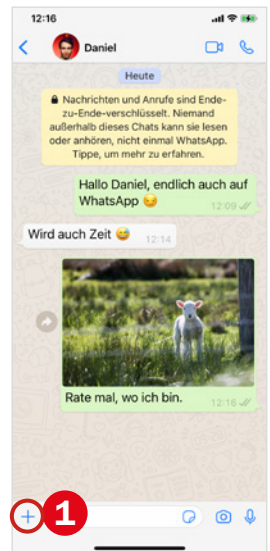 12:16
Daniel
Heute
Nachrichten und Anrufe sind Ende-
zu-Ende-verschlüsselt. Niemand
außerhalb dieses Chats kann sie lesen
oder anhören, nicht einmal WhatsApp.
Tippe, um mehr zu erfahren.
Hallo Daniel, endlich auch auf
WhatsApp 😏
12:09
Wird auch Zeit 😅
12:14
Rate mal, wo ich bin.
12:16
1